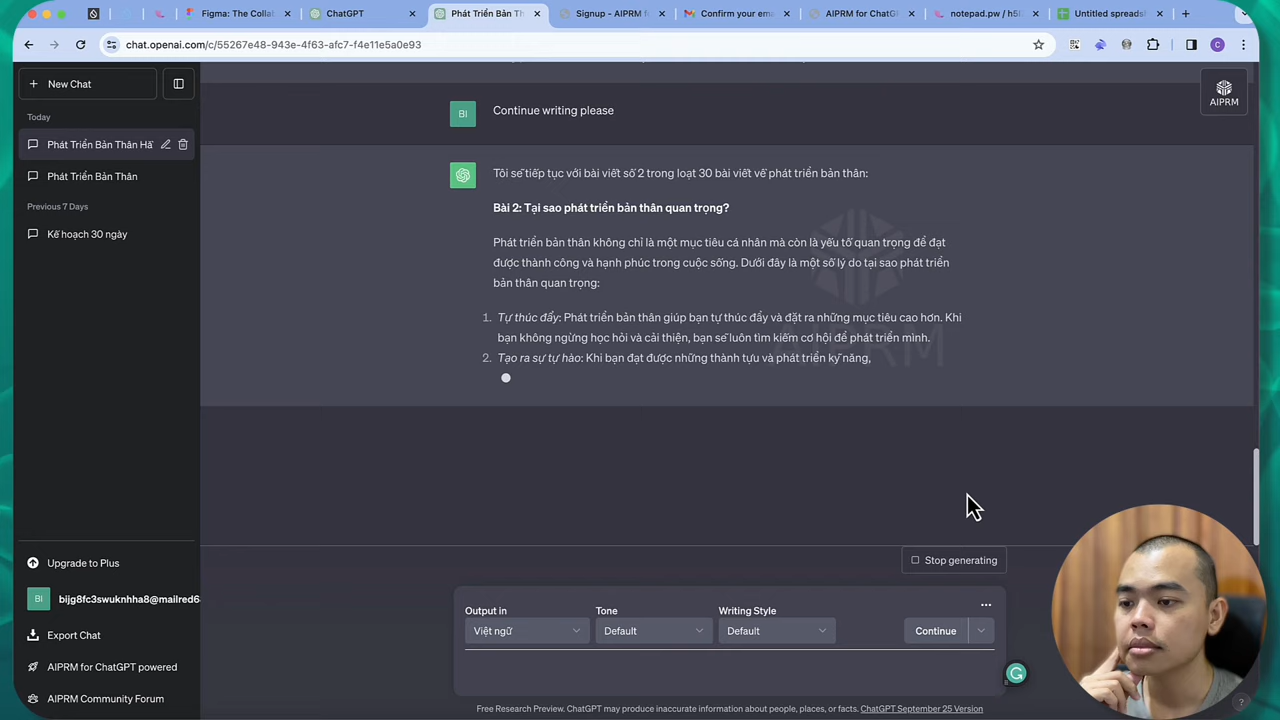 Figma: The Collab
ChatGPT
Phát Triển Bản Th
Signup - AIPRM f
Confirm your ema
AIPRM for ChatG
notepad.pw / h5l
Untitled spreads
chat.openai.com/c/55267e48-943e-4f63-afc7-f4e11e5a0e93
New Chat
Today
Phát Triển Bản Thân Hà
Phát Triển Bản Thân
Previous 7 Days
Kế hoạch 30 ngày
Upgrade to Plus
BI
bijg8fc3swuknhha8@mailred6
Export Chat
AIPRM for ChatGPT powered
AIPRM Community Forum
AIPRM
BI
Continue writing please
Tôi sẽ tiếp tục với bài viết số 2 trong loạt 30 bài viết về phát triển bản thân:
Bài 2: Tại sao phát triển bản thân quan trọng?
Phát triển bản thân không chỉ là một mục tiêu cá nhân mà còn là yếu tố quan trọng để đạt
được thành công và hạnh phúc trong cuộc sống. Dưới đây là một số lý do tại sao phát triển
bản thân quan trọng:
1. Tự thúc đẩy: Phát triển bản thân giúp bạn tự thúc đẩy và đặt ra những mục tiêu cao hơn. Khi
bạn không ngừng học hỏi và cải thiện, bạn sẽ luôn tìm kiếm cơ hội để phát triển mình.
2. Tạo ra sự tự hào: Khi bạn đạt được những thành tựu và phát triển kỹ năng,
AIPRM
Stop generating
Output in
Tone
Writing Style
Việt ngữ
Default
Default
Continue
Free Research Preview. ChatGPT may produce inaccurate information about people, places, or facts. ChatGPT September 25 Version